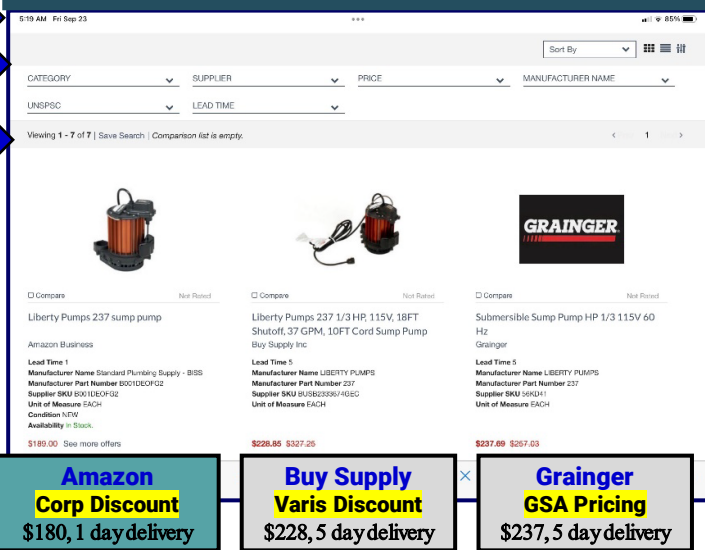 5:19 AM Fri Sep 23
85%
Sort By
CATEGORY SUPPLIER PRICE MANUFACTURER NAME
UNSPSC LEAD TIME
Viewing 1 - 7 of 7 | Save Search | Comparison list is empty.
< 1 >
GRAINGER
Compare Not Rated
Liberty Pumps 237 sump pump
Amazon Business
Lead Time 1
Manufacturer Name Standard Plumbing Supply - BISS
Manufacturer Part Number B001DEOFG2
Supplier SKU B001DEOFG2
Unit of Measure EACH
Condition NEW
Availability In Stock.
$189.00 See more offers
Compare Not Rated
Liberty Pumps 237 1/3 HP, 115V, 18FT
Shutoff, 37 GPM, 10FT Cord Sump Pump
Buy Supply Inc
Lead Time 5
Manufacturer Name LIBERTY PUMPS
Manufacturer Part Number 237
Supplier SKU BUSB2333674GEC
Unit of Measure EACH
$228.85 $327.25
Compare Not Rated
Submersible Sump Pump HP 1/3 115V 60
Hz
Grainger
Lead Time 5
Manufacturer Name LIBERTY PUMPS
Manufacturer Part Number 237
Supplier SKU 56KD41
Unit of Measure EACH
$237.69 $257.03
Amazon
Corp Discount
$180, 1 day delivery
Buy Supply
Varis Discount
$228, 5 day delivery
Grainger
GSA Pricing
$237, 5 day delivery